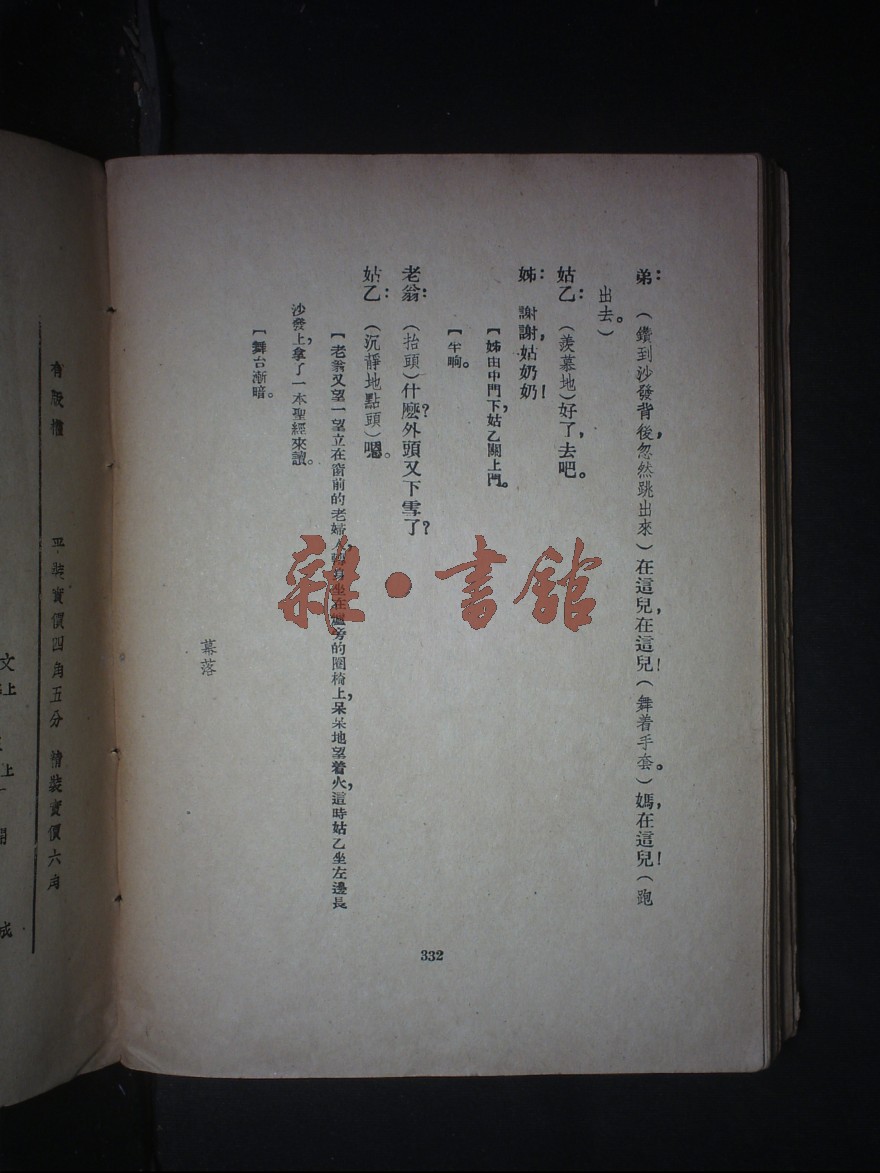 弟：　（鑽到沙發背後，忽然跳出來）在這兒，在這兒！（舞着手套。）媽，在這兒！（跑
出去。）
姑乙：（羨慕地）好了，去吧。
姊：　謝謝，姑奶奶！
【姊由中門下，姑乙關上門。
【半晌。
老翁：（抬頭）什麽？外頭又下雪了？
姑乙：（沉靜地點頭）嗯。
【老翁又望一望立在窗前的老婦人，轉身坐在爐旁的圈椅上，呆呆地望着火，這時姑乙坐左邊長
沙發上，拿了一本聖經來讀。
【舞台漸暗。
幕落
332
雜·書館
有版權
平裝實價四角五分　精裝實價六角
文
上
上
成